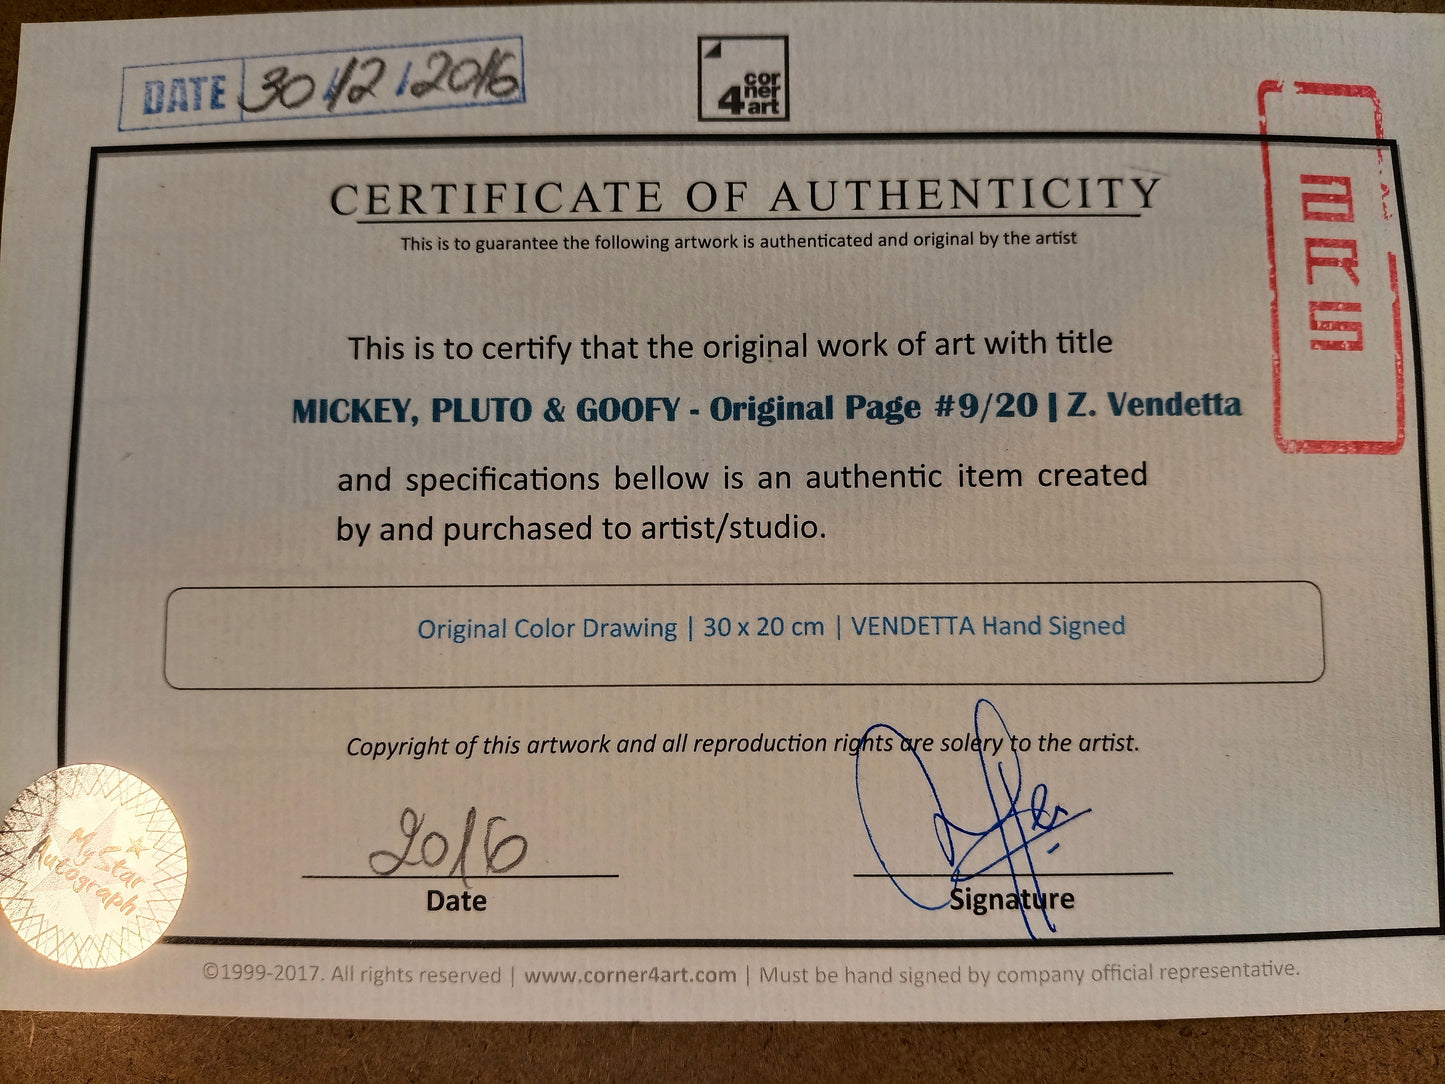 DATE 30/12/2016
4 cor
ner
art
ARS
CERTIFICATE OF AUTHENTICITY
This is to guarantee the following artwork is authenticated and original by the artist
This is to certify that the original work of art with title
MICKEY, PLUTO & GOOFY - Original Page #9/20 | Z. Vendetta
and specifications bellow is an authentic item created
by and purchased to artist/studio.
Original Color Drawing | 30 x 20 cm | VENDETTA Hand Signed
Copyright of this artwork and all reproduction rights are solery to the artist.
2016
Date
Signature
My Star
Autograph
©1999-2017. All rights reserved | www.corner4art.com | Must be hand signed by company official representative.